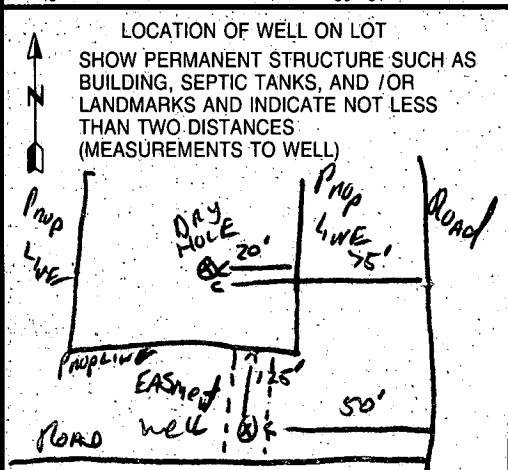 LOCATION OF WELL ON LOT
SHOW PERMANENT STRUCTURE SUCH AS
BUILDING, SEPTIC TANKS, AND /OR
LANDMARKS AND INDICATE NOT LESS
THAN TWO DISTANCES
(MEASUREMENTS TO WELL)
N
Prop
Line
DRY
HOLE
20'
Prop
LINE
75'
ROAD
Prop Line
EASment
well
125'
50'
ROAD